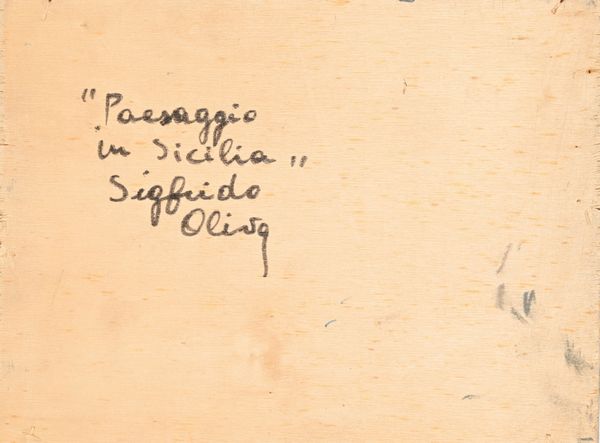 "Paesaggio
in Sicilia"
Sigfrido
Oliva